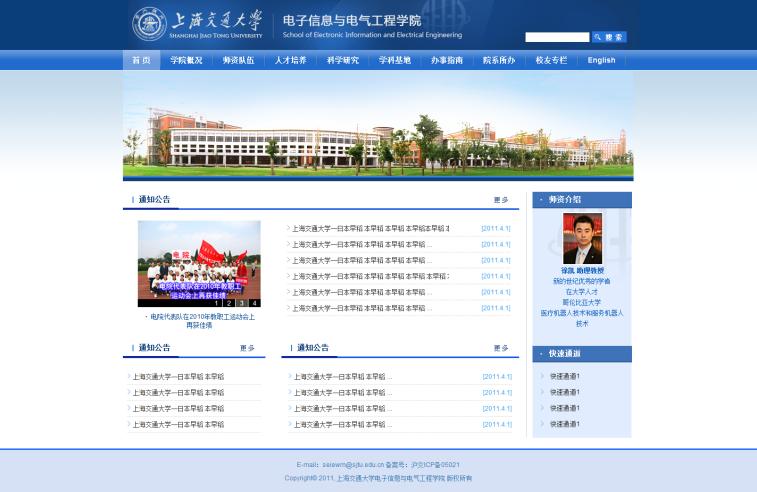 上海交通大学
SHANGHAI JIAO TONG UNIVERSITY
电子信息与电气工程学院
School of Electronic Information and Electrical Engineering
搜 索
首 页 学院概况 师资队伍 人才培养 科学研究 学科基地 办事指南 院系所办 校友专栏 English
通知公告 更多
电院
电院代表队在2010年教职工
运动会上再获佳绩
1 2 3 4
· 电院代表队在2010年教职工运动会上
再获佳绩
上海交通大学—日本早稻 本早稻 本早稻 本早稻本早稻 [2011.4.1]
上海交通大学—日本早稻 本早稻 本早稻 ... [2011.4.1]
上海交通大学—日本早稻 本早稻 本早稻 ... [2011.4.1]
上海交通大学—日本早稻 本早稻 本早稻 本早稻 本早稻 [2011.4.1]
上海交通大学—日本早稻 本早稻 本早稻 ... [2011.4.1]
上海交通大学—日本早稻 本早稻 本早稻 ... [2011.4.1]
· 师资介绍
徐凯 助理教授
新的世纪优秀的学者
在大学人才
哥伦比亚大学
医疗机器人技术和服务机器人
技术
通知公告 更多
上海交通大学—日本早稻 本早稻
上海交通大学—日本早稻 本早稻
上海交通大学—日本早稻 本早稻
上海交通大学—日本早稻 本早稻
通知公告 更多
上海交通大学—日本早稻 本早稻 ... [2011.4.1]
上海交通大学—日本早稻 本早稻 ... [2011.4.1]
上海交通大学—日本早稻 本早稻 ... [2011.4.1]
上海交通大学—日本早稻 本早稻 ... [2011.4.1]
· 快速通道
快速通道1
快速通道1
快速通道1
快速通道1
E-mail：seiewm@sjtu.edu.cn 备案号：沪交ICP备05021
Copyright© 2011, 上海交通大学电子信息与电气工程学院 版权所有